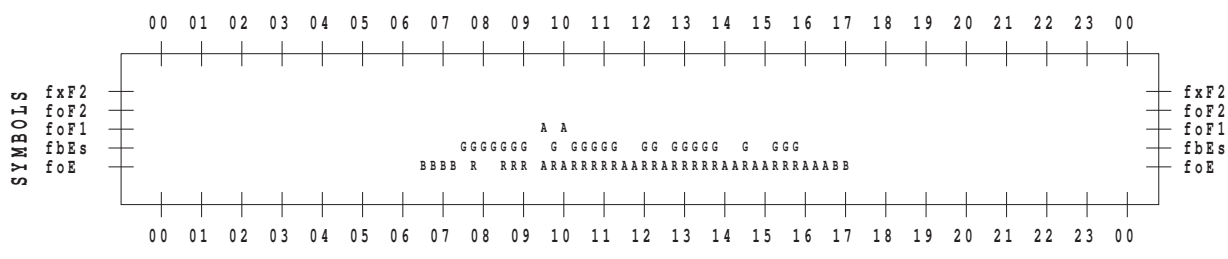 00 01 02 03 04 05 06 07 08 09 10 11 12 13 14 15 16 17 18 19 20 21 22 23 00
SYMBOLS
fxF2 fxF2
foF2 foF2
foF1 A A foF1
fbEs GGGGGGG G GGGGG GG GGGGG G GGG fbEs
foE BBBB R RRR ARARRRRRAARRARRRRRAARAARRRAAABB foE
00 01 02 03 04 05 06 07 08 09 10 11 12 13 14 15 16 17 18 19 20 21 22 23 00